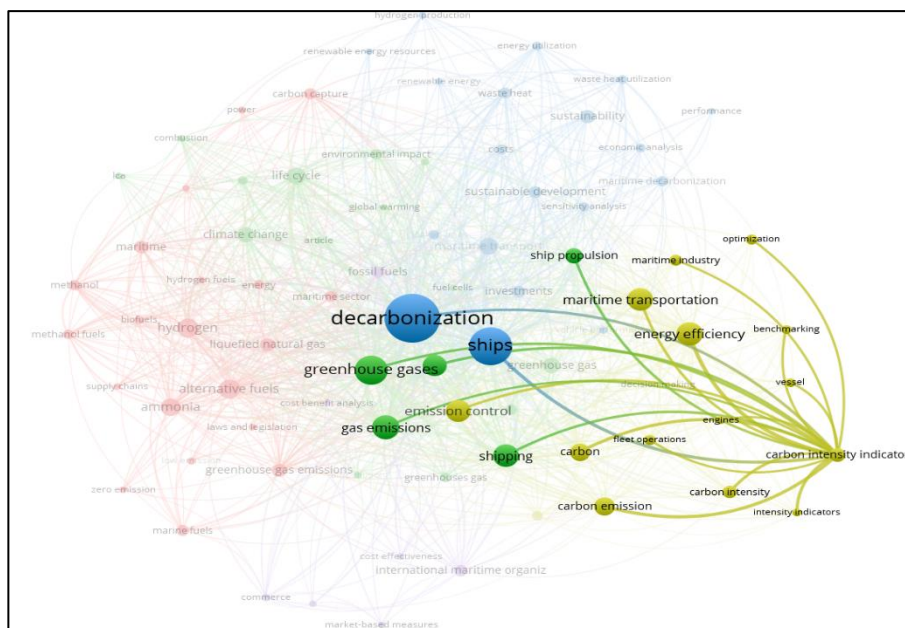 hydrogen production
renewable energy resources
energy utilization
renewable energy
waste heat utilization
carbon capture
waste heat
power
sustainability
performance
combustion
costs
economic analysis
environmental impact
lca
life cycle
sustainable development
maritime decarbonization
global warming
sensitivity analysis
climate change
article
optimization
maritime
maritime transport
ship propulsion
maritime industry
fossil fuels
methanol
hydrogen fuels
energy
fuel cells
investments
maritime sector
maritime transportation
biofuels
decarbonization
methanol fuels
hydrogen
energy efficiency
benchmarking
liquefied natural gas
ships
greenhouse gases
greenhouse gas
supply chains
alternative fuels
decision making
vessel
ammonia
cost benefit analysis
emission control
laws and legislation
gas emissions
engines
fleet operations
shipping
carbon
carbon intensity indicator
greenhouse gas emissions
greenhouses gas
zero emission
carbon intensity
marine fuels
carbon emission
intensity indicators
cost effectiveness
international maritime organiz
commerce
market-based measures